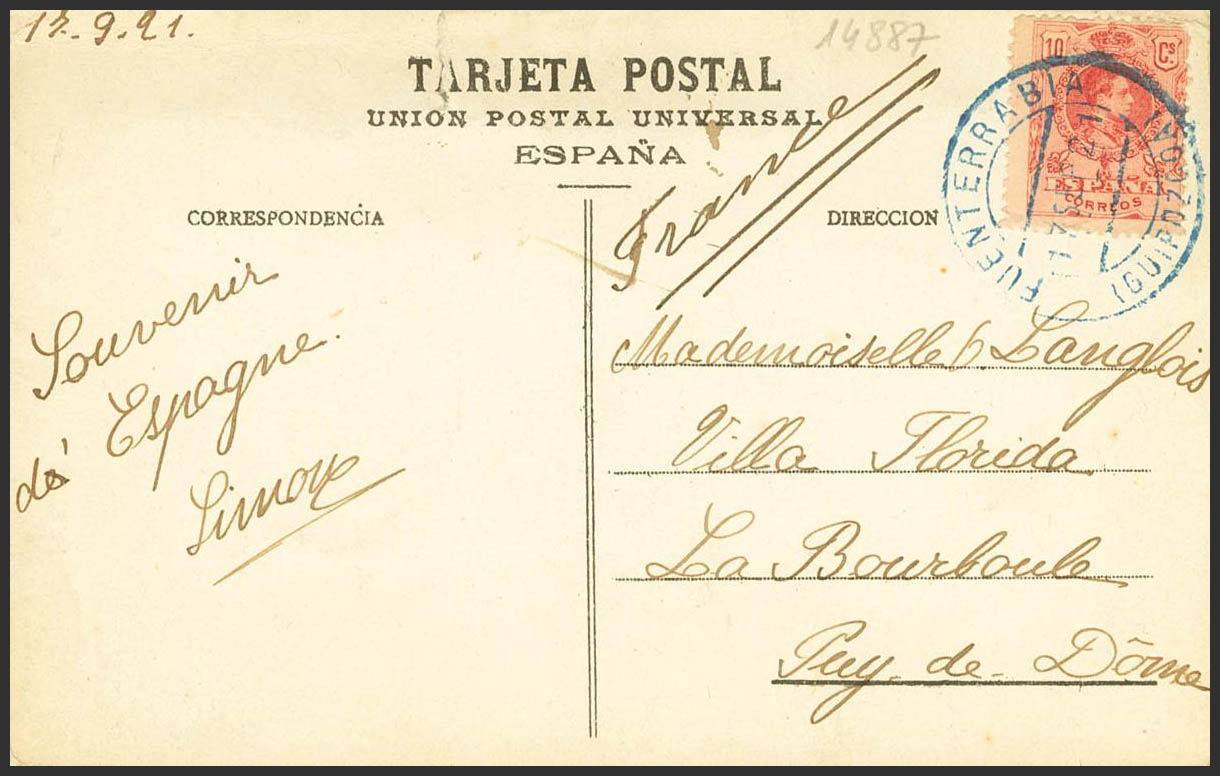 17.9.21.
14887
TARJETA POSTAL
UNION POSTAL UNIVERSAL
ESPAÑA
CORRESPONDENCIA
DIRECCION
France
10 Cs.
ESPAÑA
CORREOS
FUENTERRABIA
(GUIPUZCOA)
Souvenir
d'Espagne.
Simone
Mademoiselle Langlois
Villa Florida
La Bourboule
Puy-de-Dôme